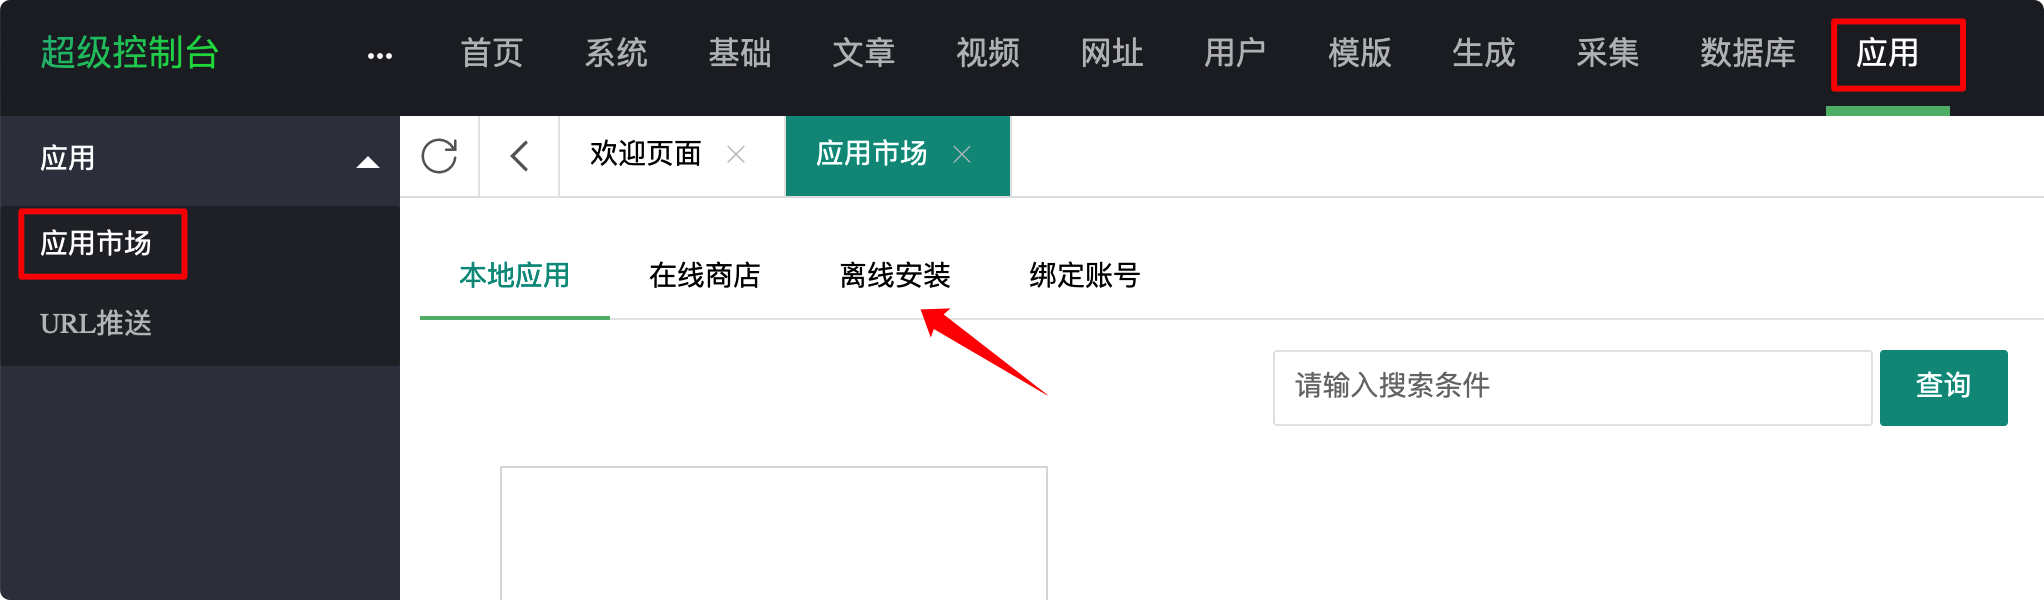 超级控制台 ••• 首页 系统 基础 文章 视频 网址 用户 模版 生成 采集 数据库 应用
应用
应用市场
URL推送
欢迎页面 应用市场
本地应用 在线商店 离线安装 绑定账号
请输入搜索条件 查询